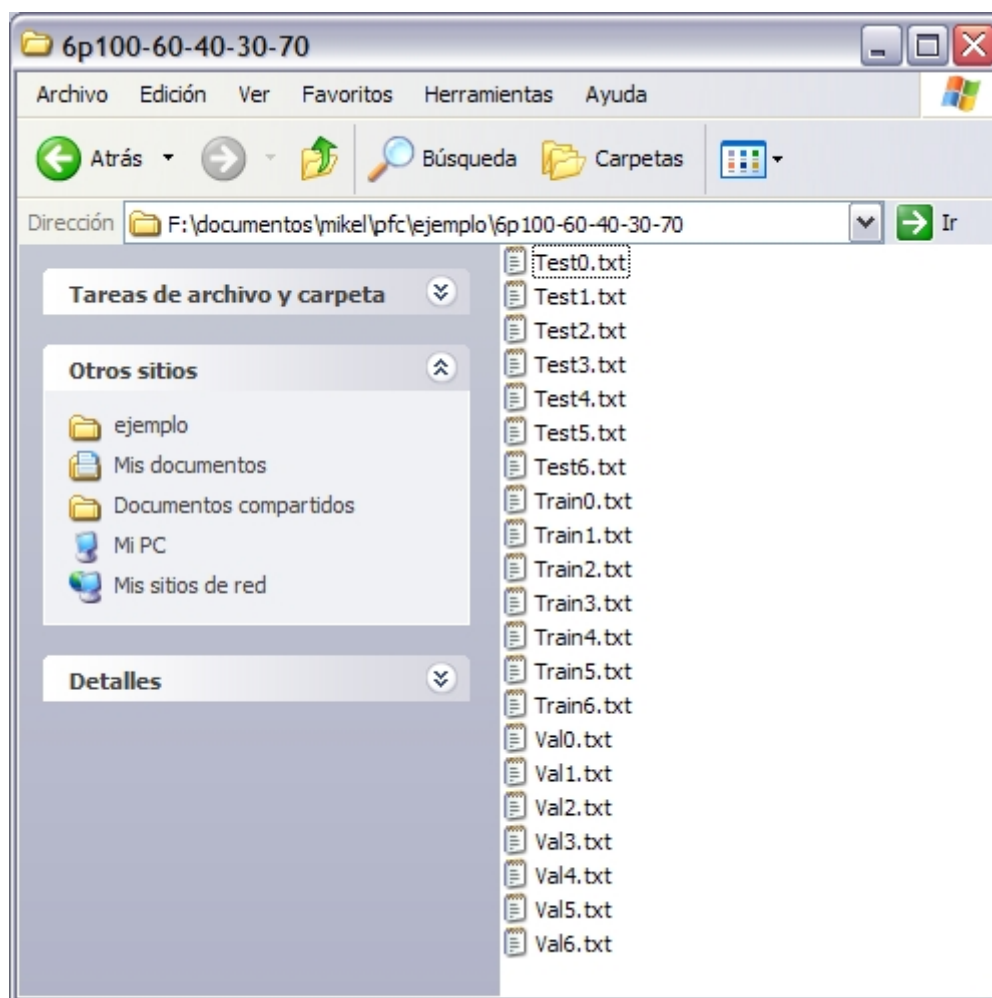 6p100-60-40-30-70
Archivo Edición Ver Favoritos Herramientas Ayuda
Atrás Búsqueda Carpetas
Dirección F:\documentos\mikel\pfc\ejemplo\6p100-60-40-30-70 Ir
Tareas de archivo y carpeta
Otros sitios
ejemplo
Mis documentos
Documentos compartidos
Mi PC
Mis sitios de red
Detalles
Test0.txt
Test1.txt
Test2.txt
Test3.txt
Test4.txt
Test5.txt
Test6.txt
Train0.txt
Train1.txt
Train2.txt
Train3.txt
Train4.txt
Train5.txt
Train6.txt
Val0.txt
Val1.txt
Val2.txt
Val3.txt
Val4.txt
Val5.txt
Val6.txt